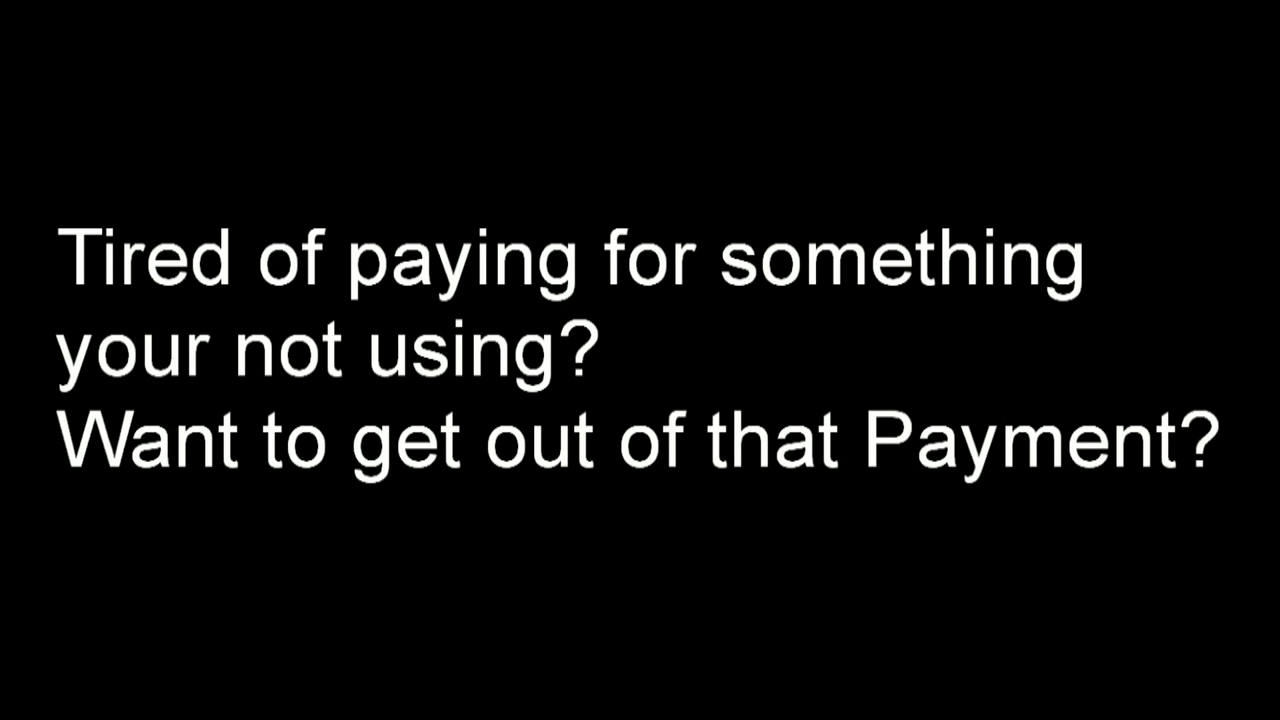 Tired of paying for something
your not using?
Want to get out of that Payment?